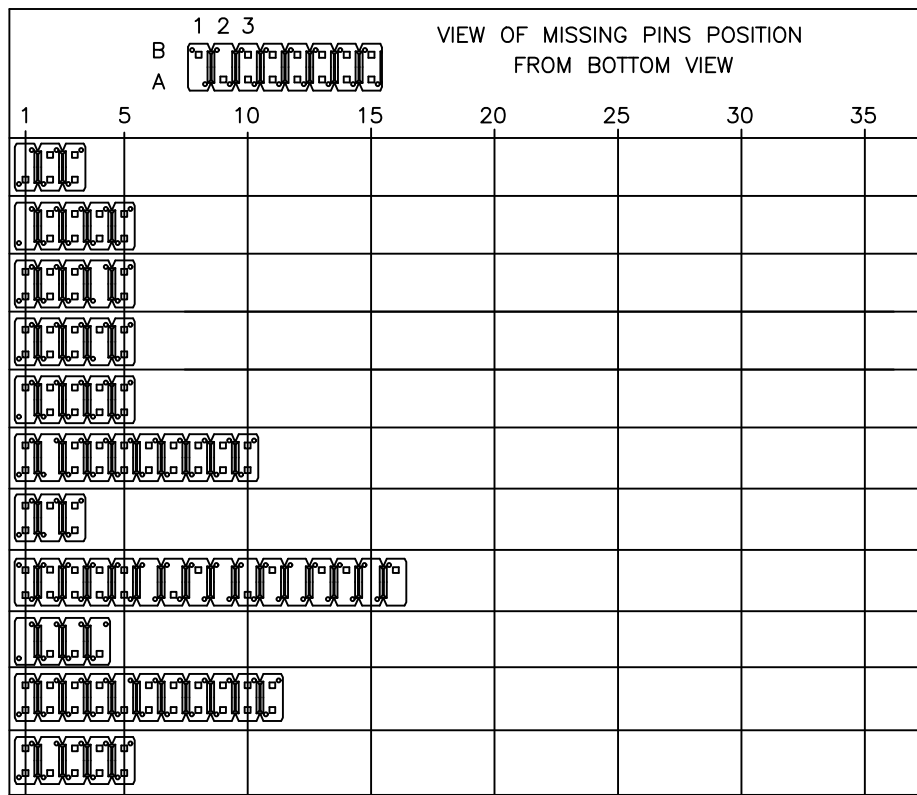 1 2 3
VIEW OF MISSING PINS POSITION
B
FROM BOTTOM VIEW
A
1 5 10 15 20 25 30 35